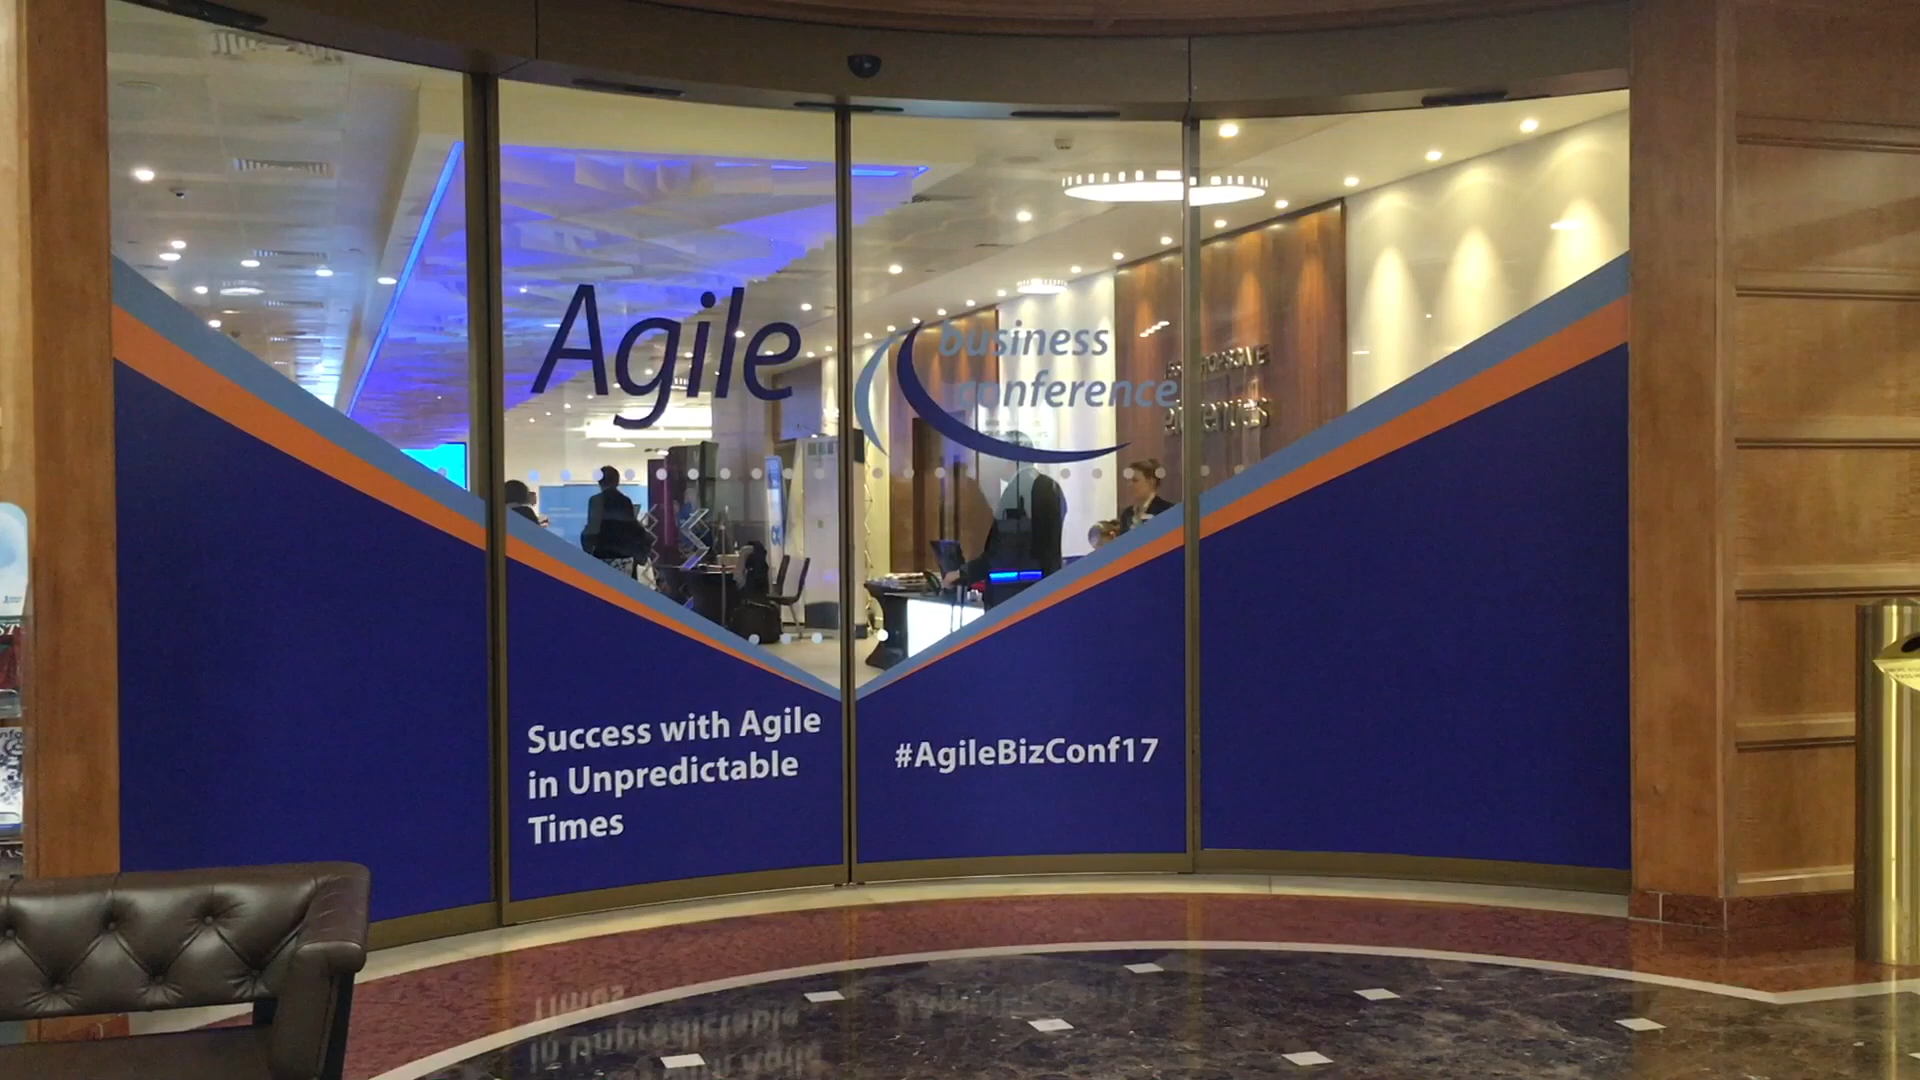 Agile
business
conference
Success with Agile
in Unpredictable
Times
#AgileBizConf17